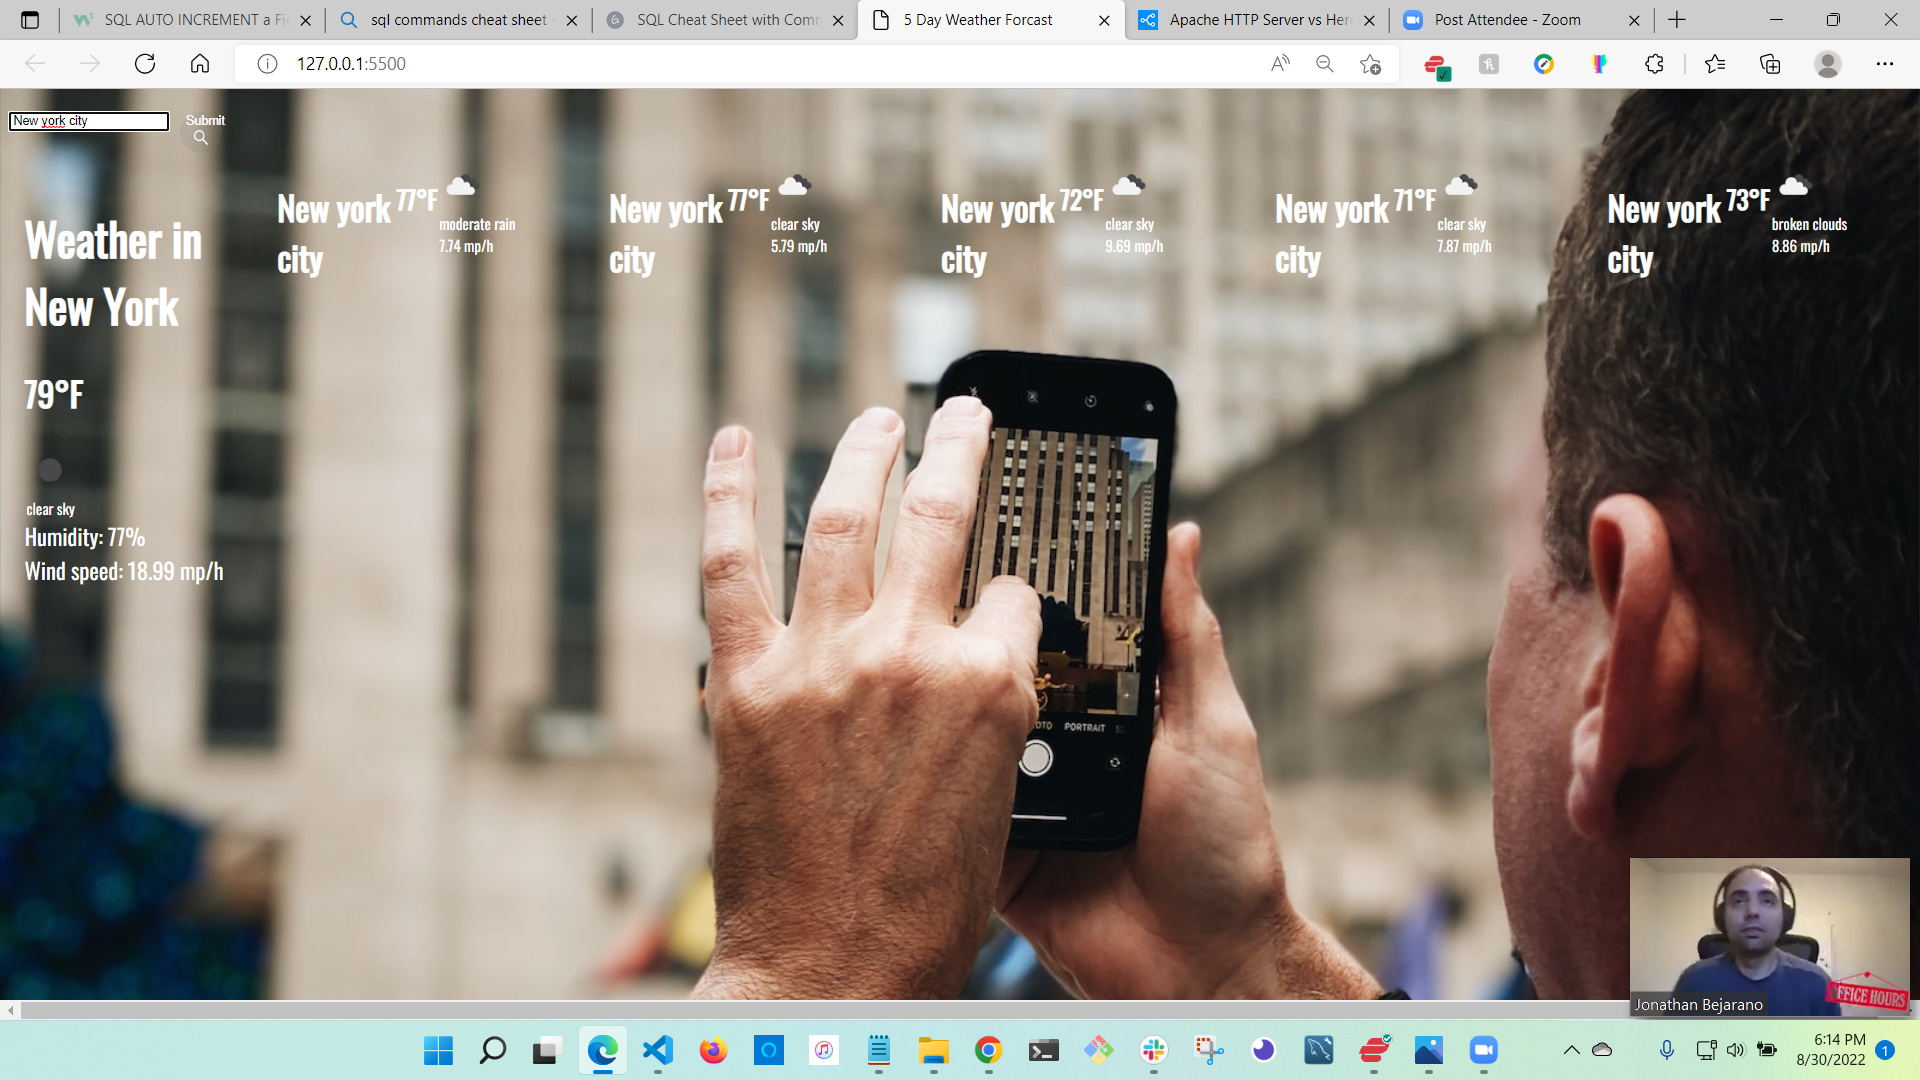 SQL AUTO INCREMENT a Fi
sql commands cheat sheet -
SQL Cheat Sheet with Comm
5 Day Weather Forcast
Apache HTTP Server vs Her
Post Attendee - Zoom
127.0.0.1:5500
New york city
Submit
Weather in
New York
79°F
clear sky
Humidity: 77%
Wind speed: 18.99 mp/h
New york
city
77°F
moderate rain
7.74 mp/h
New york
city
77°F
clear sky
5.79 mp/h
New york
city
72°F
clear sky
9.69 mp/h
New york
city
71°F
clear sky
7.87 mp/h
New york
city
73°F
broken clouds
8.86 mp/h
OTO PORTRAIT
Jonathan Bejarano
OFFICE HOURS
6:14 PM
8/30/2022
1